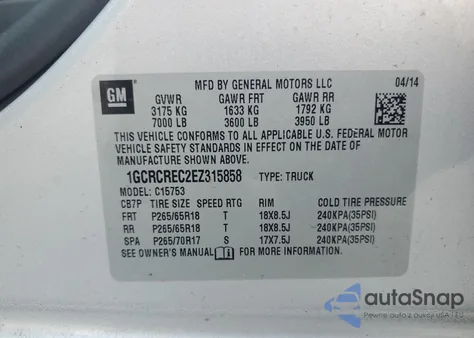 GM
MFD BY GENERAL MOTORS LLC 04/14
GVWR GAWR FRT GAWR RR
3175 KG 1633 KG 1792 KG
7000 LB 3600 LB 3950 LB
THIS VEHICLE CONFORMS TO ALL APPLICABLE U.S. FEDERAL MOTOR
VEHICLE SAFETY AND THEFT PREVENTION STANDARDS IN EFFECT
ON THE DATE OF MANUFACTURE SHOWN ABOVE.
1GCRCREC2EZ315858 TYPE: TRUCK
MODEL: C15753
CB7P TIRE SIZE SPEED RTG RIM COLD TIRE PRESSURE
FRT P265/65R18 T 18X8.5J 240KPA(35PSI)
RR P265/65R18 T 18X8.5J 240KPA(35PSI)
SPA P265/70R17 S 17X7.5J 240KPA(35PSI)
SEE OWNER'S MANUAL FOR MORE INFORMATION
autoSnap